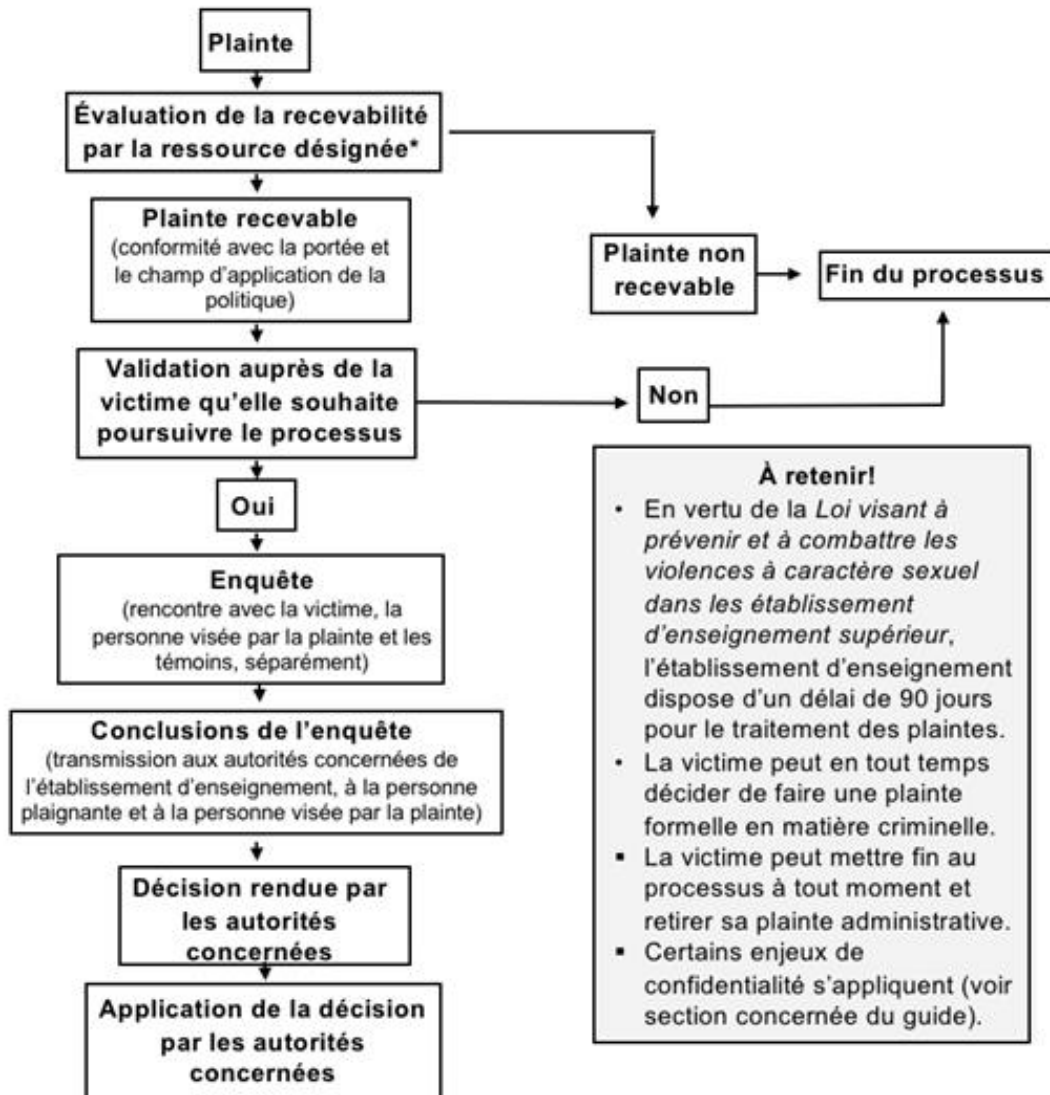 Plainte
Évaluation de la recevabilité
par la ressource désignée*
Plainte recevable
(conformité avec la portée et
le champ d'application de la
politique)
Plainte non
recevable
Fin du processus
Validation auprès de la
victime qu'elle souhaite
poursuivre le processus
Non
Oui
Enquête
(rencontre avec la victime, la
personne visée par la plainte et les
témoins, séparément)
Conclusions de l'enquête
(transmission aux autorités concernées de
l'établissement d'enseignement, à la personne
plaignante et à la personne visée par la plainte)
Décision rendue par
les autorités
concernées
Application de la décision
par les autorités
concernées
À retenir!
• En vertu de la Loi visant à
prévenir et à combattre les
violences à caractère sexuel
dans les établissement
d'enseignement supérieur,
l'établissement d'enseignement
dispose d'un délai de 90 jours
pour le traitement des plaintes.
• La victime peut en tout temps
décider de faire une plainte
formelle en matière criminelle.
▪ La victime peut mettre fin au
processus à tout moment et
retirer sa plainte administrative.
▪ Certains enjeux de
confidentialité s'appliquent (voir
section concernée du guide).